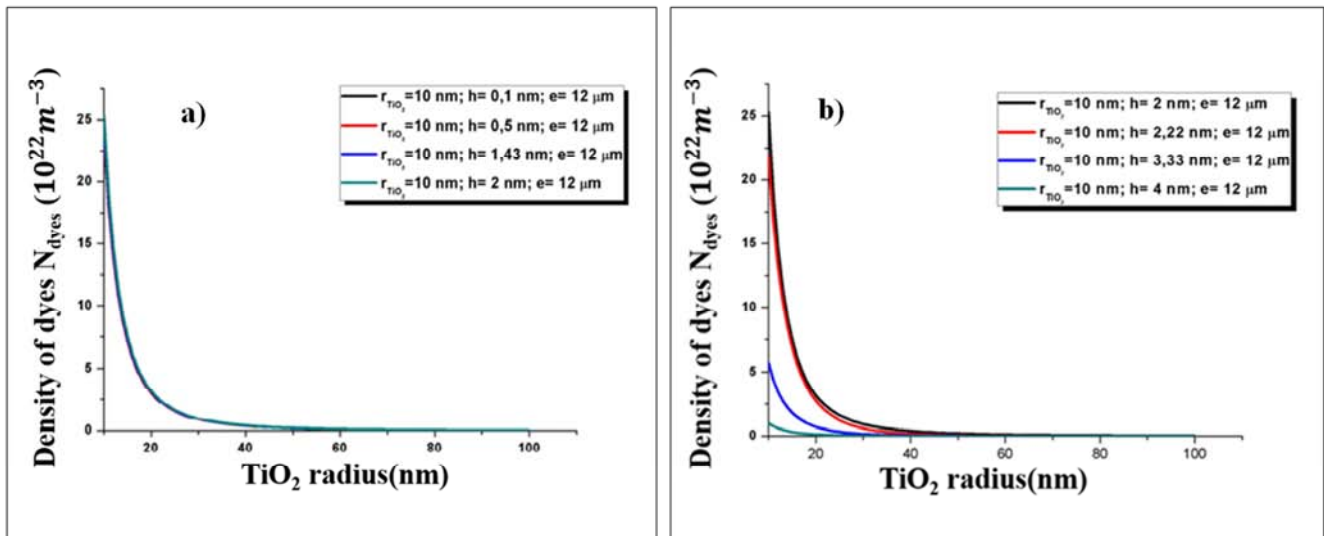 a)
r_TiO₂=10 nm; h= 0,1 nm; e= 12 μm
r_TiO₂=10 nm; h= 0,5 nm; e= 12 μm
r_TiO₂=10 nm; h= 1,43 nm; e= 12 μm
r_TiO₂=10 nm; h= 2 nm; e= 12 μm
Density of dyes N_dyes (10²²m⁻³)
25
20
15
10
5
0
20
40
60
80
100
TiO₂ radius(nm)
b)
r_TiO₂=10 nm; h= 2 nm; e= 12 μm
r_TiO₂=10 nm; h= 2,22 nm; e= 12 μm
r_TiO₂=10 nm; h= 3,33 nm; e= 12 μm
r_TiO₂=10 nm; h= 4 nm; e= 12 μm
Density of dyes N_dyes (10²²m⁻³)
25
20
15
10
5
0
20
40
60
80
100
TiO₂ radius(nm)